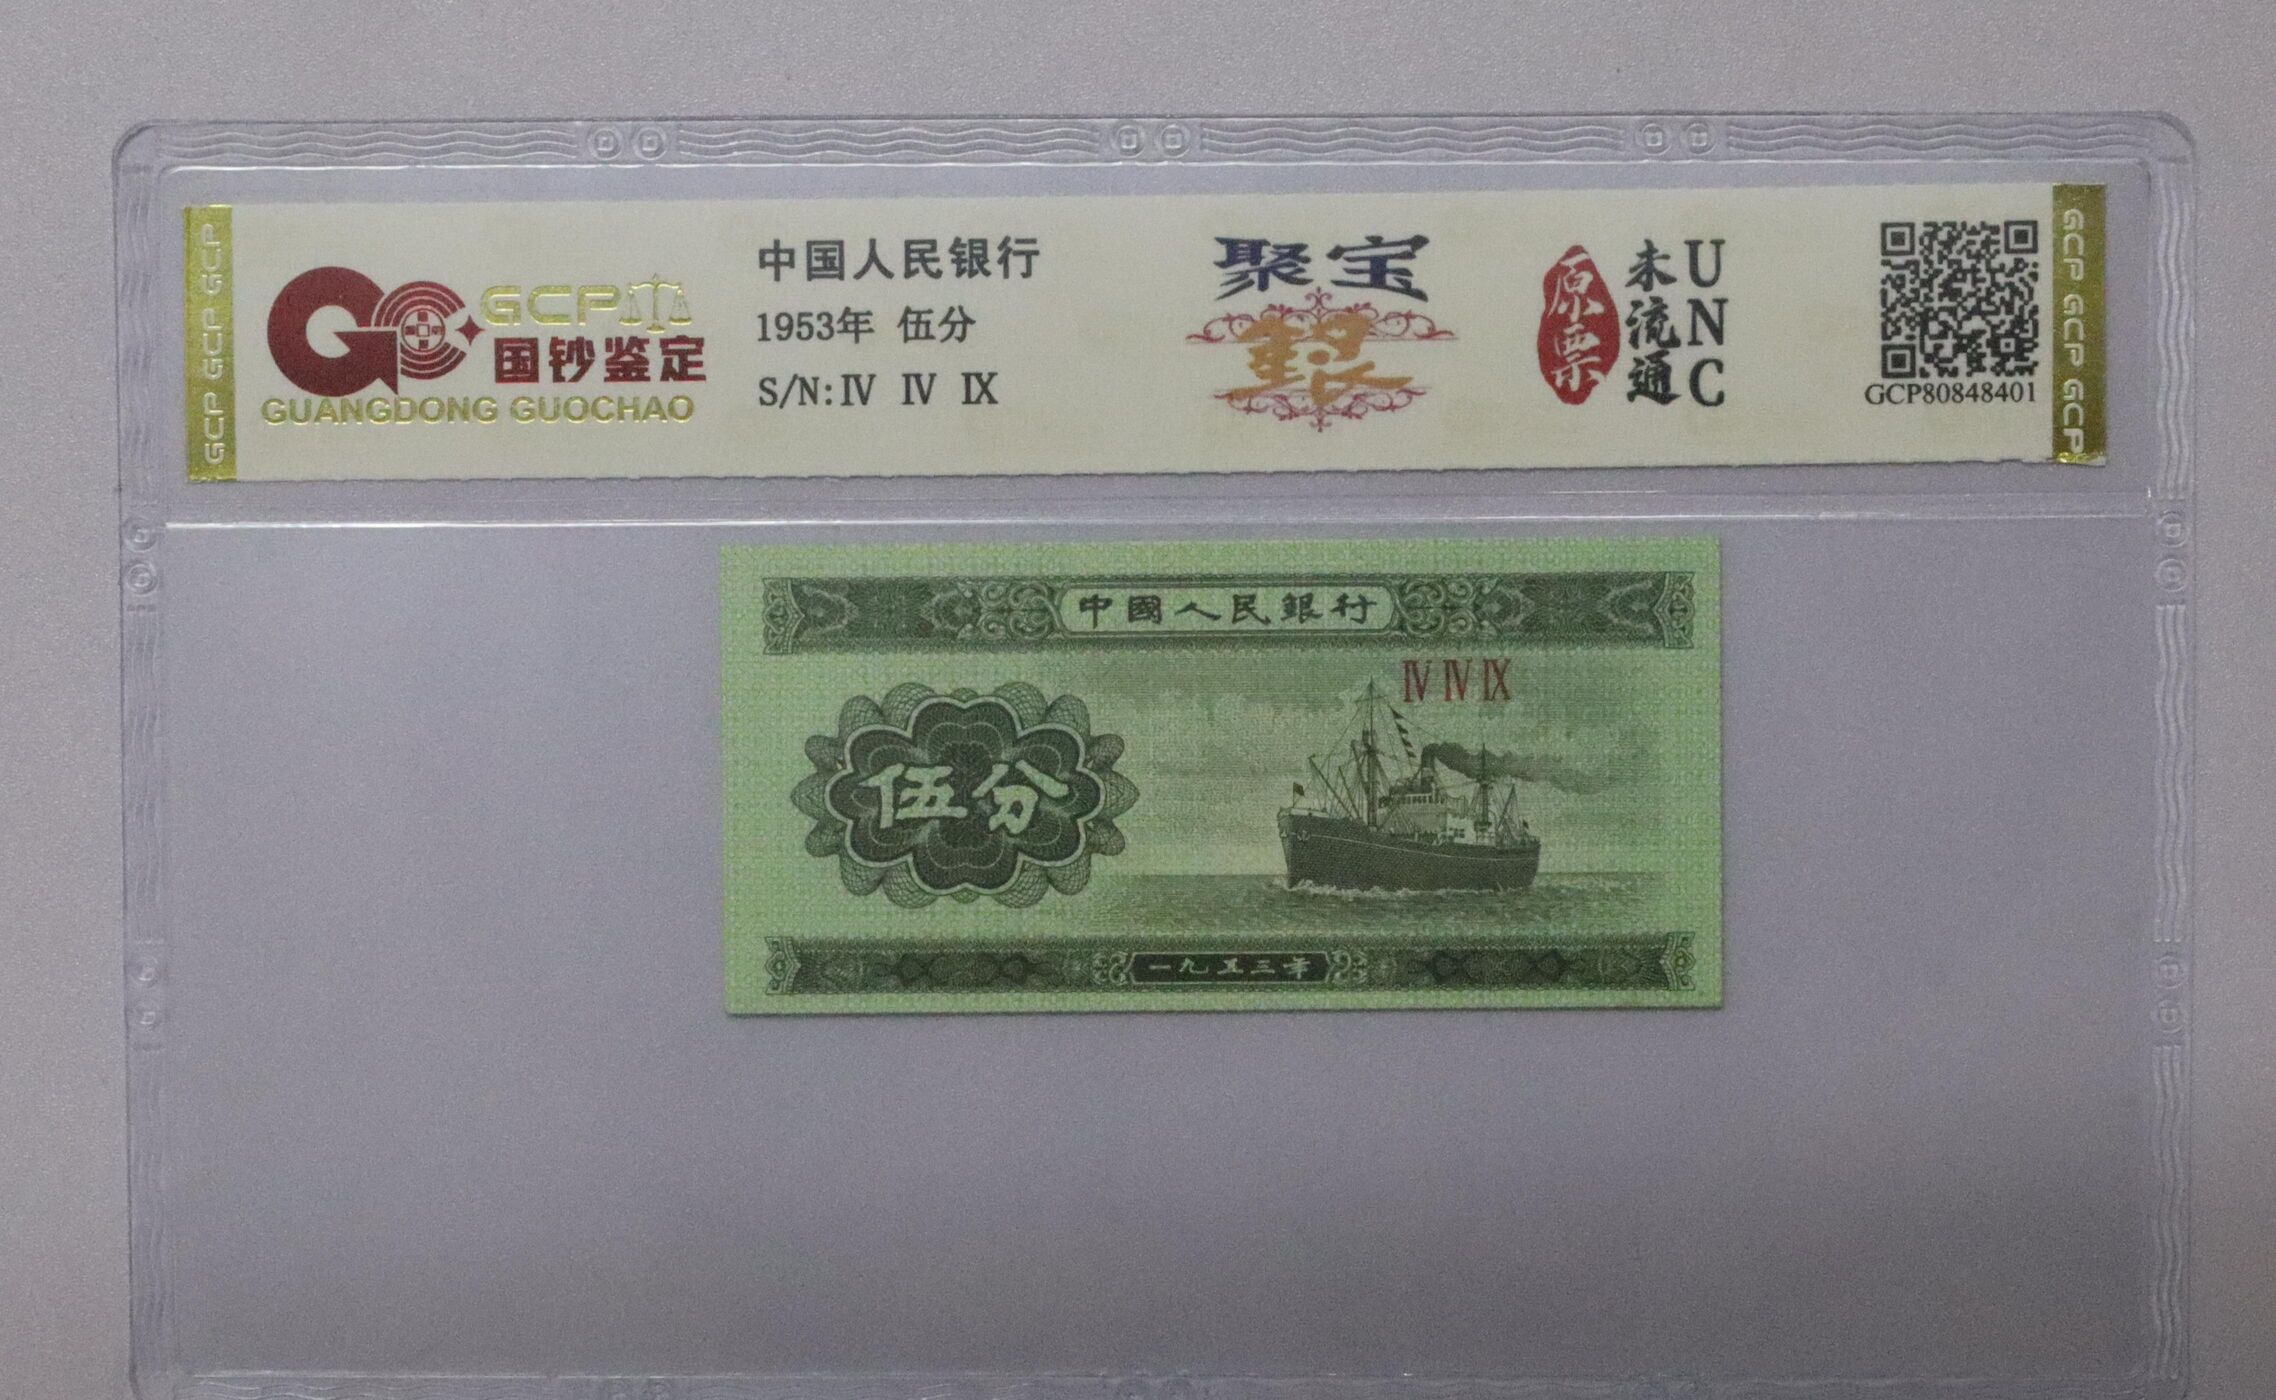 GCP GCP GCP
GCP
国钞鉴定
GUANGDONG GUOCHAO
中国人民银行
1953年 伍分
S/N:Ⅳ Ⅳ Ⅸ
聚宝
原票
未流通
UNC
GCP80848401
GCP GCP GCP
中國人民銀行
Ⅳ Ⅳ Ⅸ
伍分
一九五三年